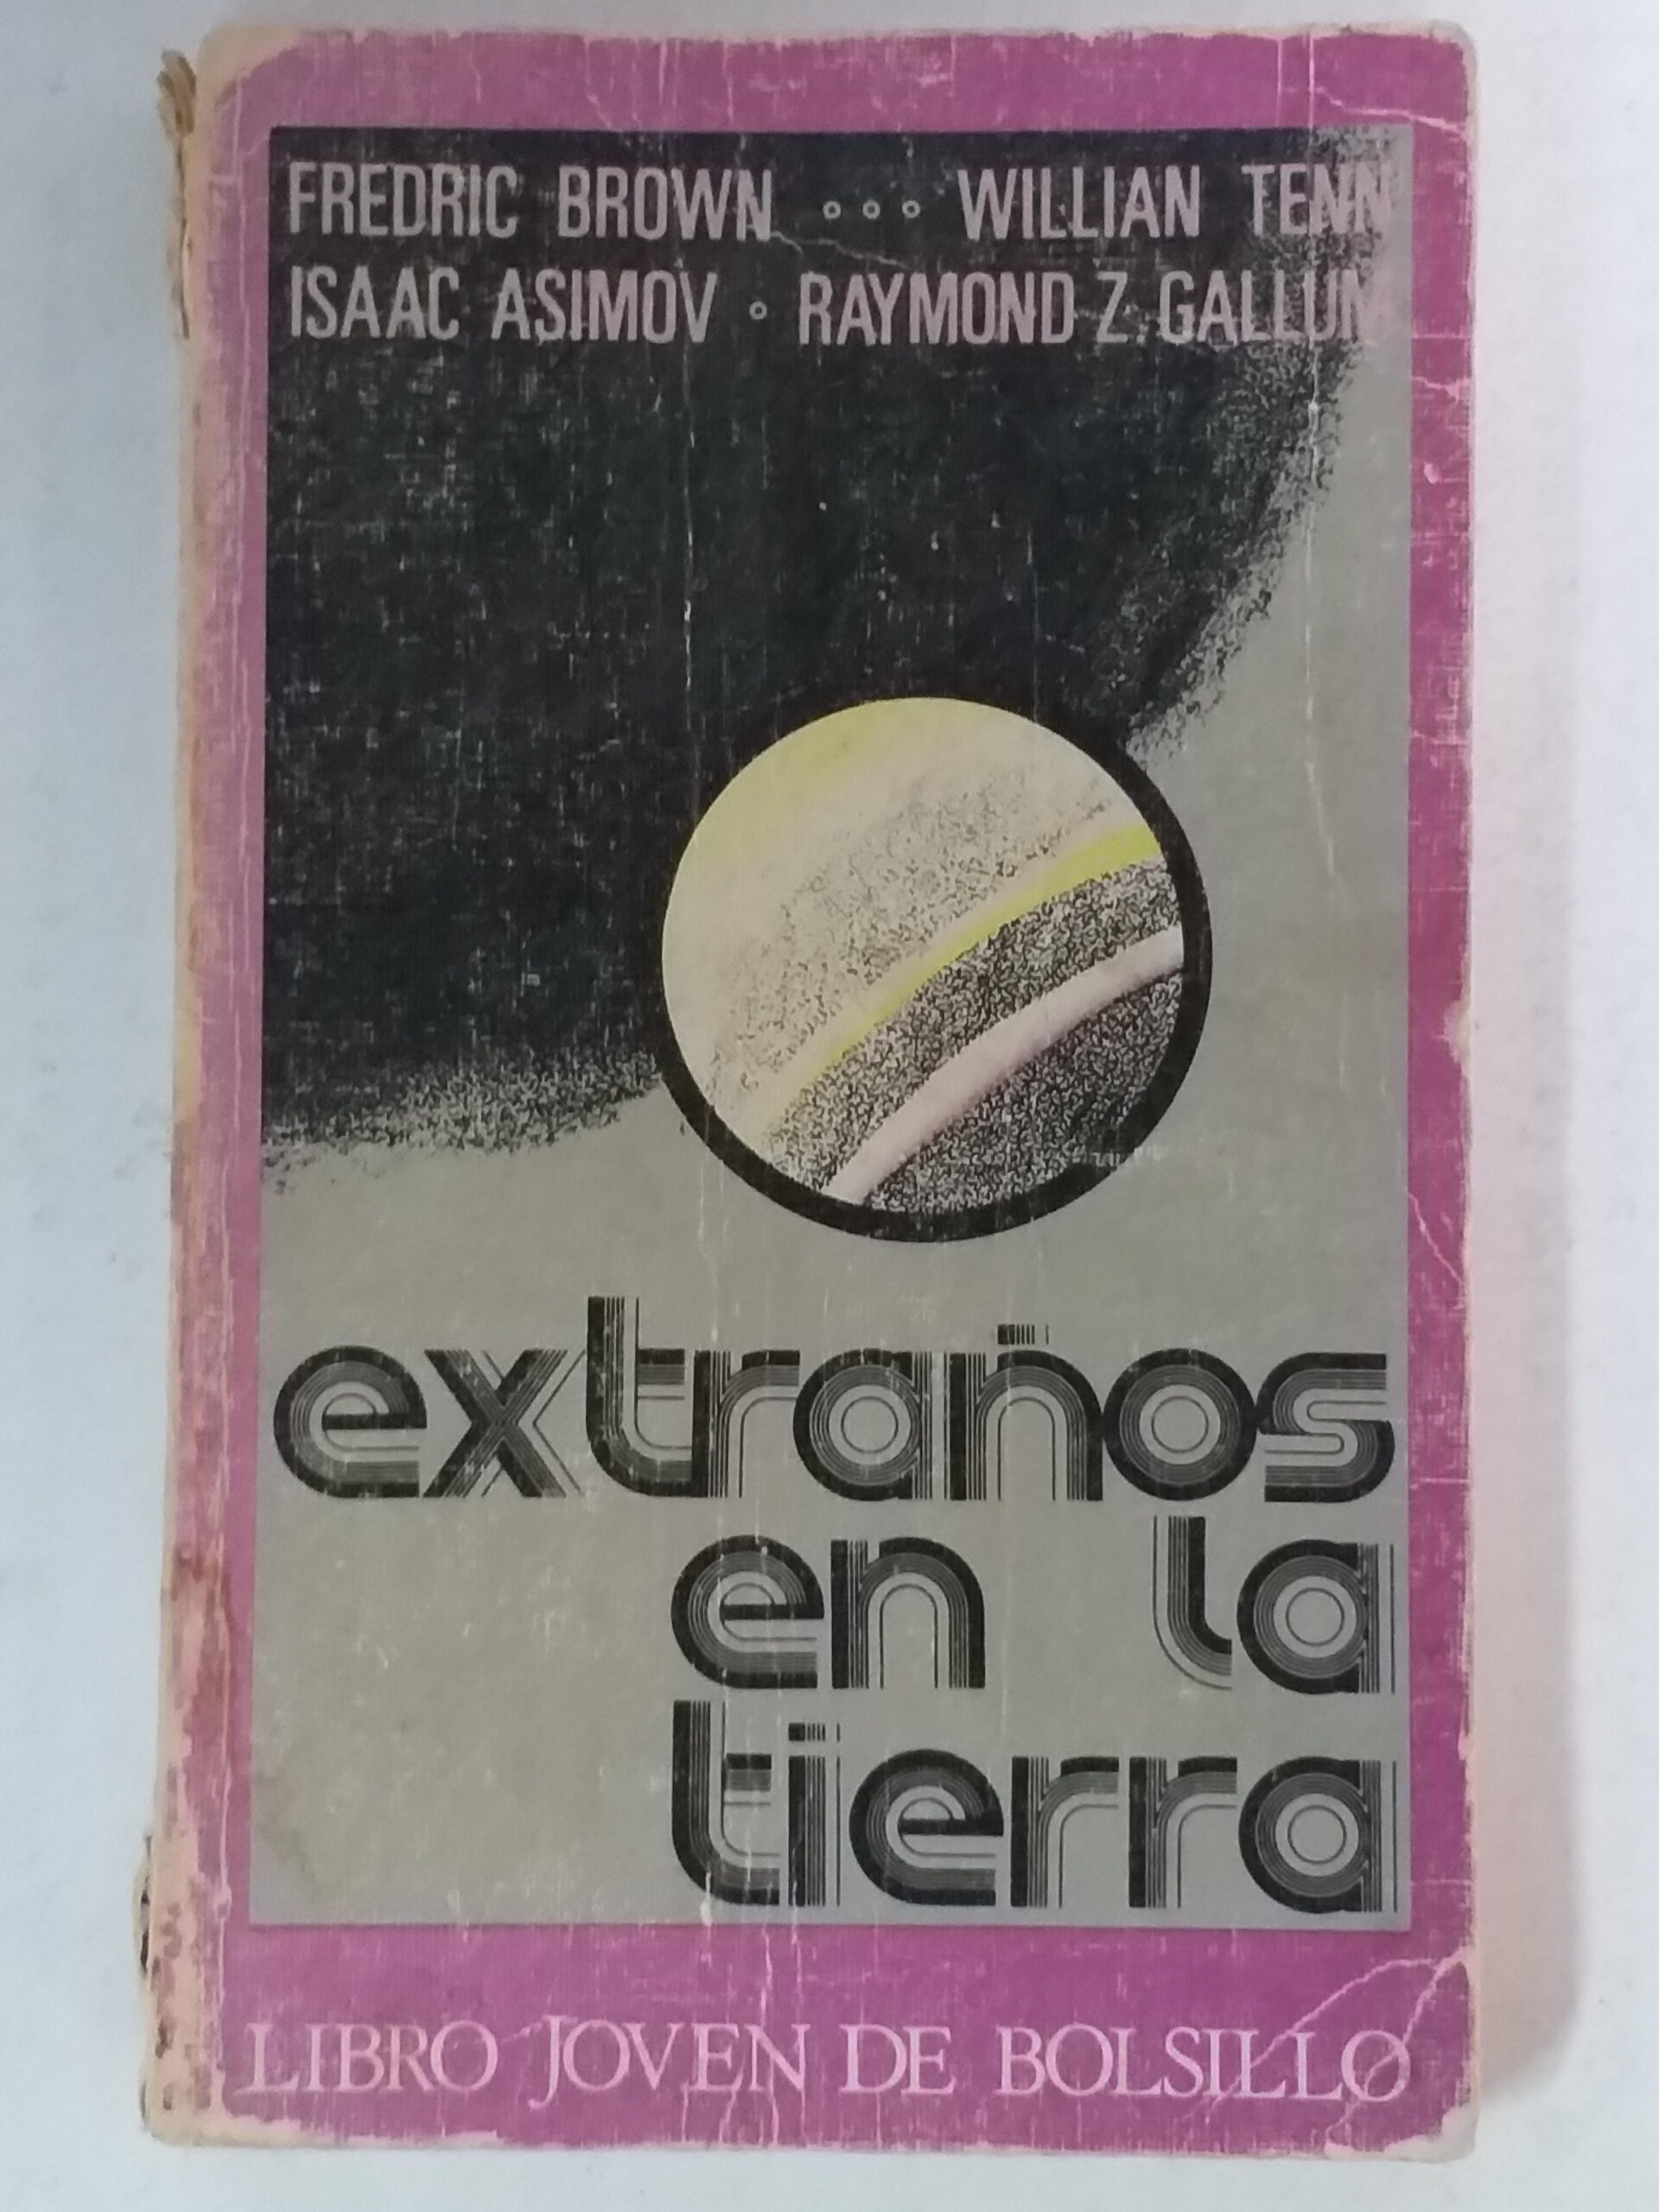 FREDRIC BROWN ° ° ° WILLIAN TENN
ISAAC ASIMOV ° RAYMOND Z. GALLUN
extraños
en la
tierra
LIBRO JOVEN DE BOLSILLO